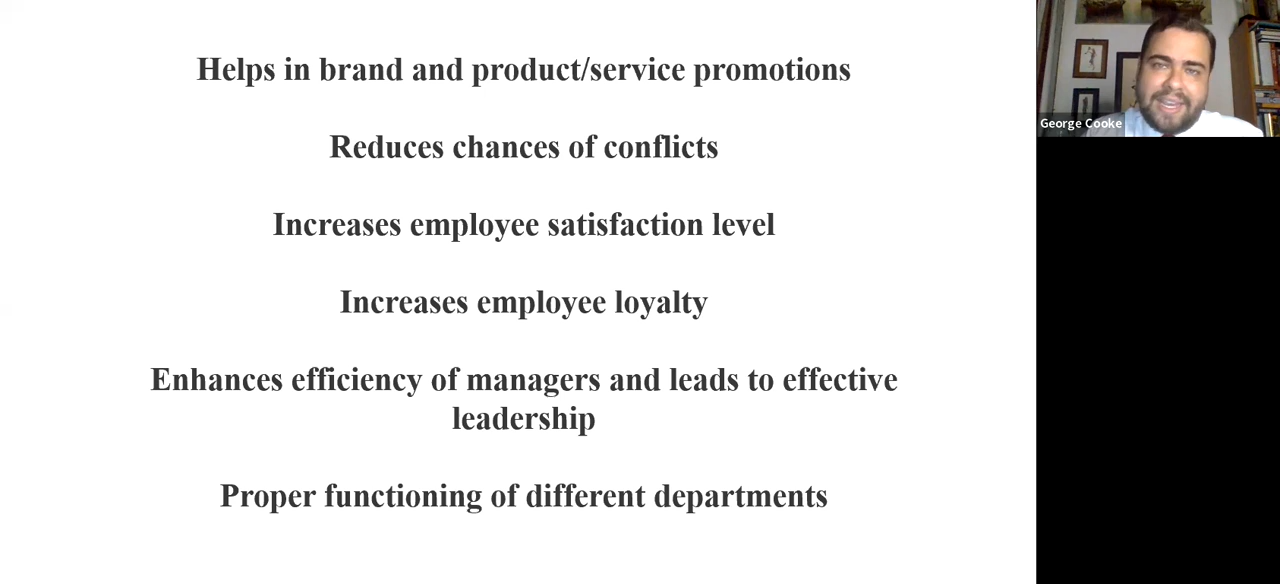 Helps in brand and product/service promotions
Reduces chances of conflicts
Increases employee satisfaction level
Increases employee loyalty
Enhances efficiency of managers and leads to effective
leadership
Proper functioning of different departments
George Cooke